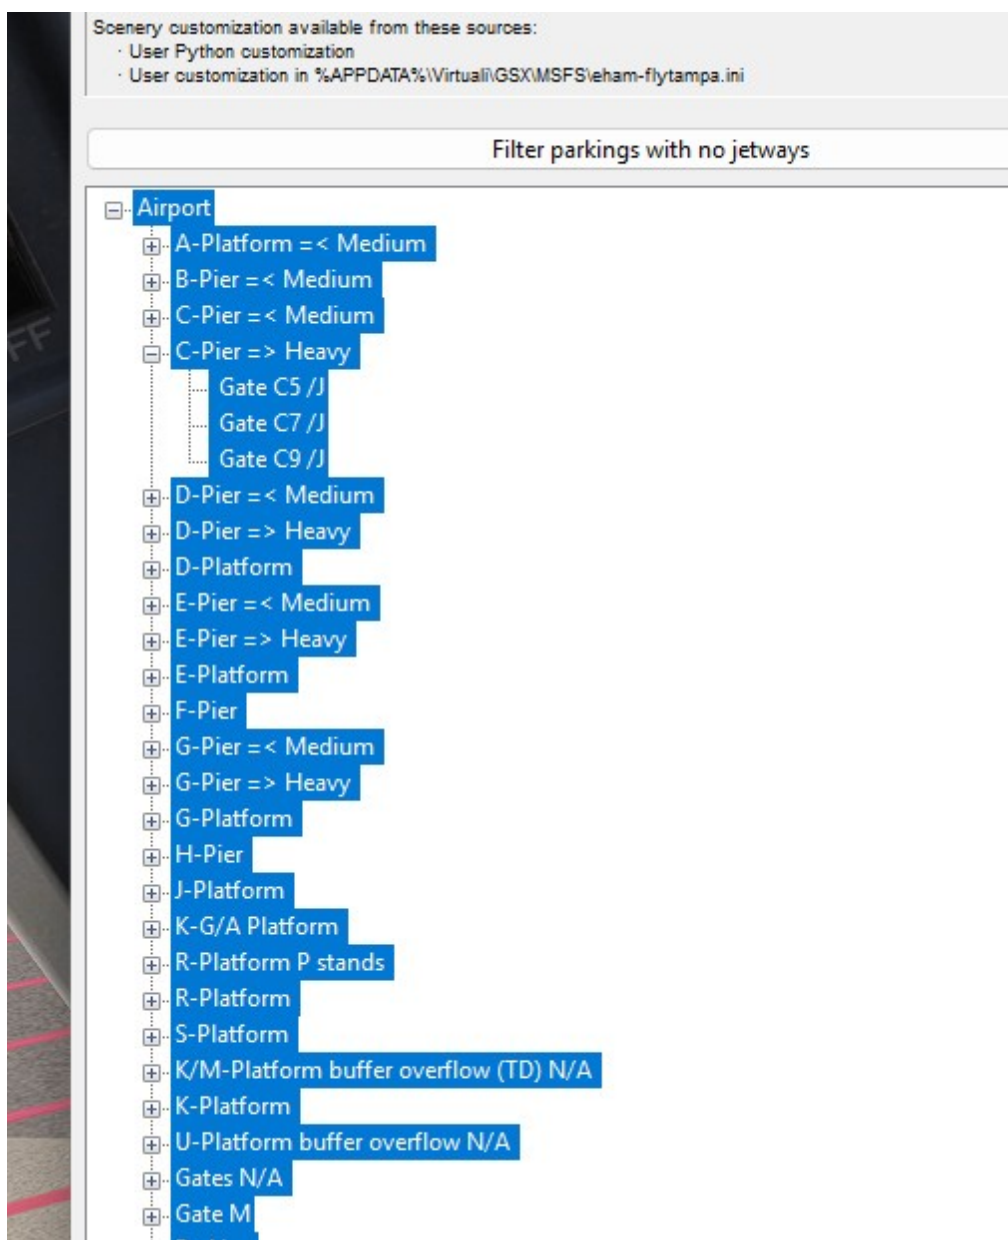 Scenery customization available from these sources:
· User Python customization
· User customization in %APPDATA%\Virtuali\GSX\MSFS\eham-flytampa.ini
Filter parkings with no jetways
Airport
A-Platform =< Medium
B-Pier =< Medium
C-Pier =< Medium
C-Pier => Heavy
Gate C5 /J
Gate C7 /J
Gate C9 /J
D-Pier =< Medium
D-Pier => Heavy
D-Platform
E-Pier =< Medium
E-Pier => Heavy
E-Platform
F-Pier
G-Pier =< Medium
G-Pier => Heavy
G-Platform
H-Pier
J-Platform
K-G/A Platform
R-Platform P stands
R-Platform
S-Platform
K/M-Platform buffer overflow (TD) N/A
K-Platform
U-Platform buffer overflow N/A
Gates N/A
Gate M